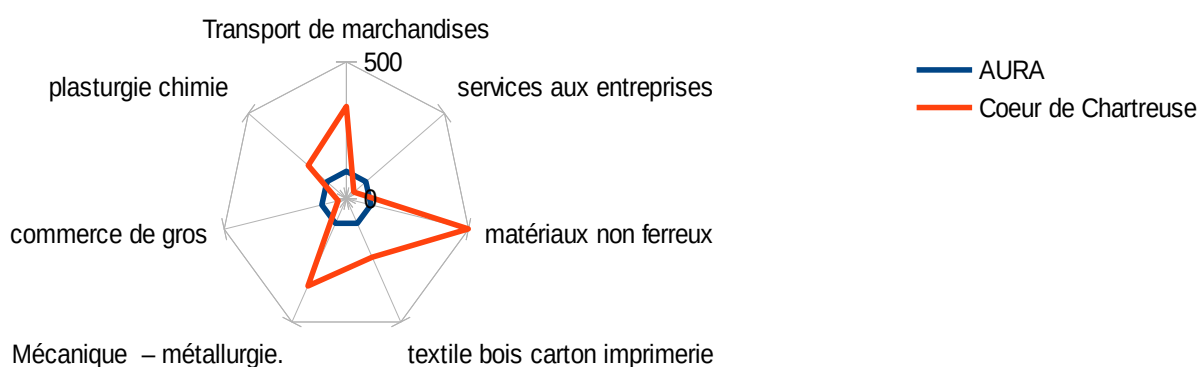 Transport de marchandises
500
plasturgie chimie
services aux entreprises
AURA
Coeur de Chartreuse
0
commerce de gros
matériaux non ferreux
Mécanique – métallurgie.
textile bois carton imprimerie